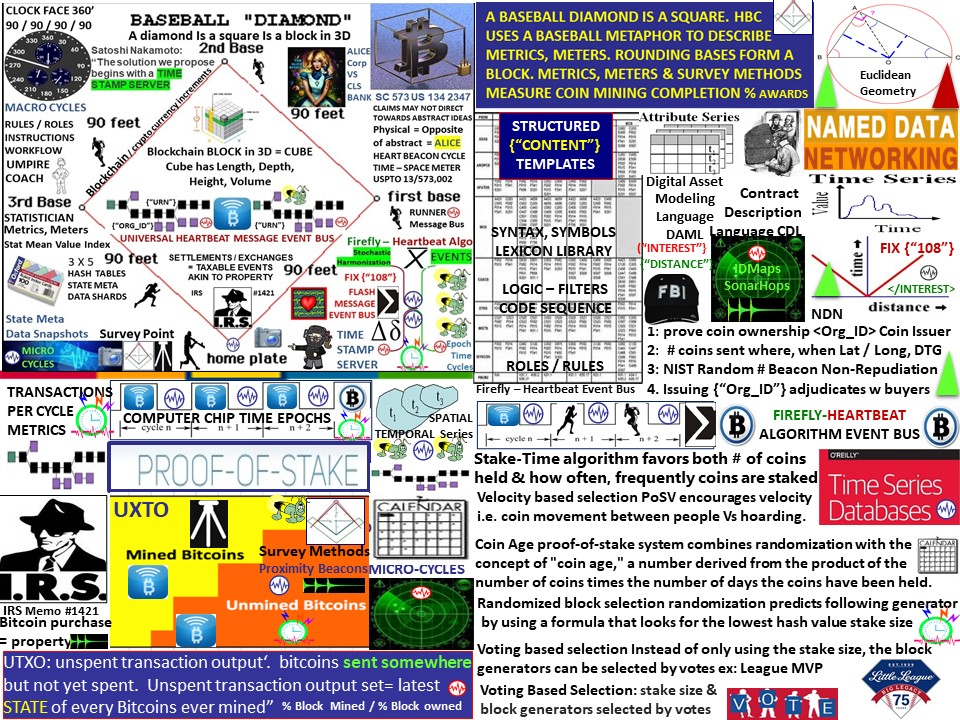 CLOCK FACE 360'
90 / 90 / 90 / 90
BASEBALL "DIAMOND"
A diamond Is a square Is a block in 3D
Satoshi Nakamoto:
"The solution we propose
begins with a TIME
STAMP SERVER
2nd Base
ALICE
Corp
VS
CLS
BANK
SC 573 US 134 2347
CLAIMS MAY NOT DIRECT
TOWARDS ABSTRACT IDEAS
Physical = Opposite
of abstract = ALICE
HEART BEACON CYCLE
TIME – SPACE METER
USPTO 13/573,002
MACRO CYCLES
RULES / ROLES
INSTRUCTIONS
WORKFLOW
UMPIRE
COACH
90 feet
90 feet
Blockchain / crypto currency increments
Blockchain BLOCK in 3D = CUBE
Cube has Length, Depth,
Height, Volume
3rd Base
STATISTICIAN
Metrics, Meters
Stat Mean Value Index
{"URN"}
{"ORG_ID"}
{"URN"}
UNIVERSAL HEARTBEAT MESSAGE EVENT BUS
first base
RUNNER
Message Bus
Firefly – Heartbeat Algo
Stochastic
Harmonization
EVENTS
3 X 5
HASH TABLES
STATE META
DATA SHARDS
90 feet
SETTLEMENTS / EXCHANGES
= TAXABLE EVENTS
AKIN TO PROPERTY
90 feet
IRS
#1421
I.R.S.
FIX {"108"}
FLASH
MESSAGE
EVENT BUS
Σ
State Meta
Data Snapshots
Survey Point
MICRO
CYCLES
home plate
TIME
STAMP
SERVER
Δδ
Epoch
Time
Cycles
A BASEBALL DIAMOND IS A SQUARE. HBC
USES A BASEBALL METAPHOR TO DESCRIBE
METRICS, METERS. ROUNDING BASES FORM A
BLOCK. METRICS, METERS & SURVEY METHODS
MEASURE COIN MINING COMPLETION % AWARDS
A
B
O
C
Euclidean
Geometry
STRUCTURED
{"CONTENT"}
TEMPLATES
SYNTAX, SYMBOLS
LEXICON LIBRARY
LOGIC – FILTERS
CODE SEQUENCE
ROLES / RULES
Attribute Series
Digital Asset
Modeling
Language
DAML
Contract
Description
Language CDL
{"INTEREST"}
{"DISTANCE"}
IDMaps
SonarHops
FBI
NAMED DATA
NETWORKING
Time Series
Value
Time
time
FIX {"108"}
</INTEREST>
distance
NDN
1: prove coin ownership <Org_ID> Coin Issuer
2: # coins sent where, when Lat / Long, DTG
3: NIST Random # Beacon Non-Repudiation
4. Issuing {"Org_ID"} adjudicates w buyers
TRANSACTIONS
PER CYCLE
METRICS
COMPUTER CHIP TIME EPOCHS
cycle n
n + 1
n + 2
SPATIAL
TEMPORAL Series
PROOF-OF-STAKE
Firefly – Heartbeat Event Bus
cycle n
n + 1
n + 2
Σ
FIREFLY-HEARTBEAT
ALGORITHM EVENT BUS
Stake-Time algorithm favors both # of coins
held & how often, frequently coins are staked
Velocity based selection PoSV encourages velocity
i.e. coin movement between people Vs hoarding.
O'REILLY
Time Series
Databases
I.R.S.
IRS Memo #1421
Bitcoin purchase
= property
UXTO
Mined Bitcoins
Survey Methods
Proximity Beacons
Unmined Bitcoins
CALENDAR
MICRO-CYCLES
Coin Age proof-of-stake system combines randomization with the
concept of "coin age," a number derived from the product of the
number of coins times the number of days the coins have been held.
CALENDAR
Randomized block selection randomization predicts following generator
by using a formula that looks for the lowest hash value stake size
UTXO: unspent transaction output‘. bitcoins sent somewhere
but not yet spent. Unspent transaction output set= latest
STATE of every Bitcoins ever mined” % Block Mined / % Block owned
Voting based selection Instead of only using the stake size, the block
generators can be selected by votes ex: League MVP
Voting Based Selection: stake size &
block generators selected by votes
VOTE
Little League
BIG LEGACY
75
YEARS